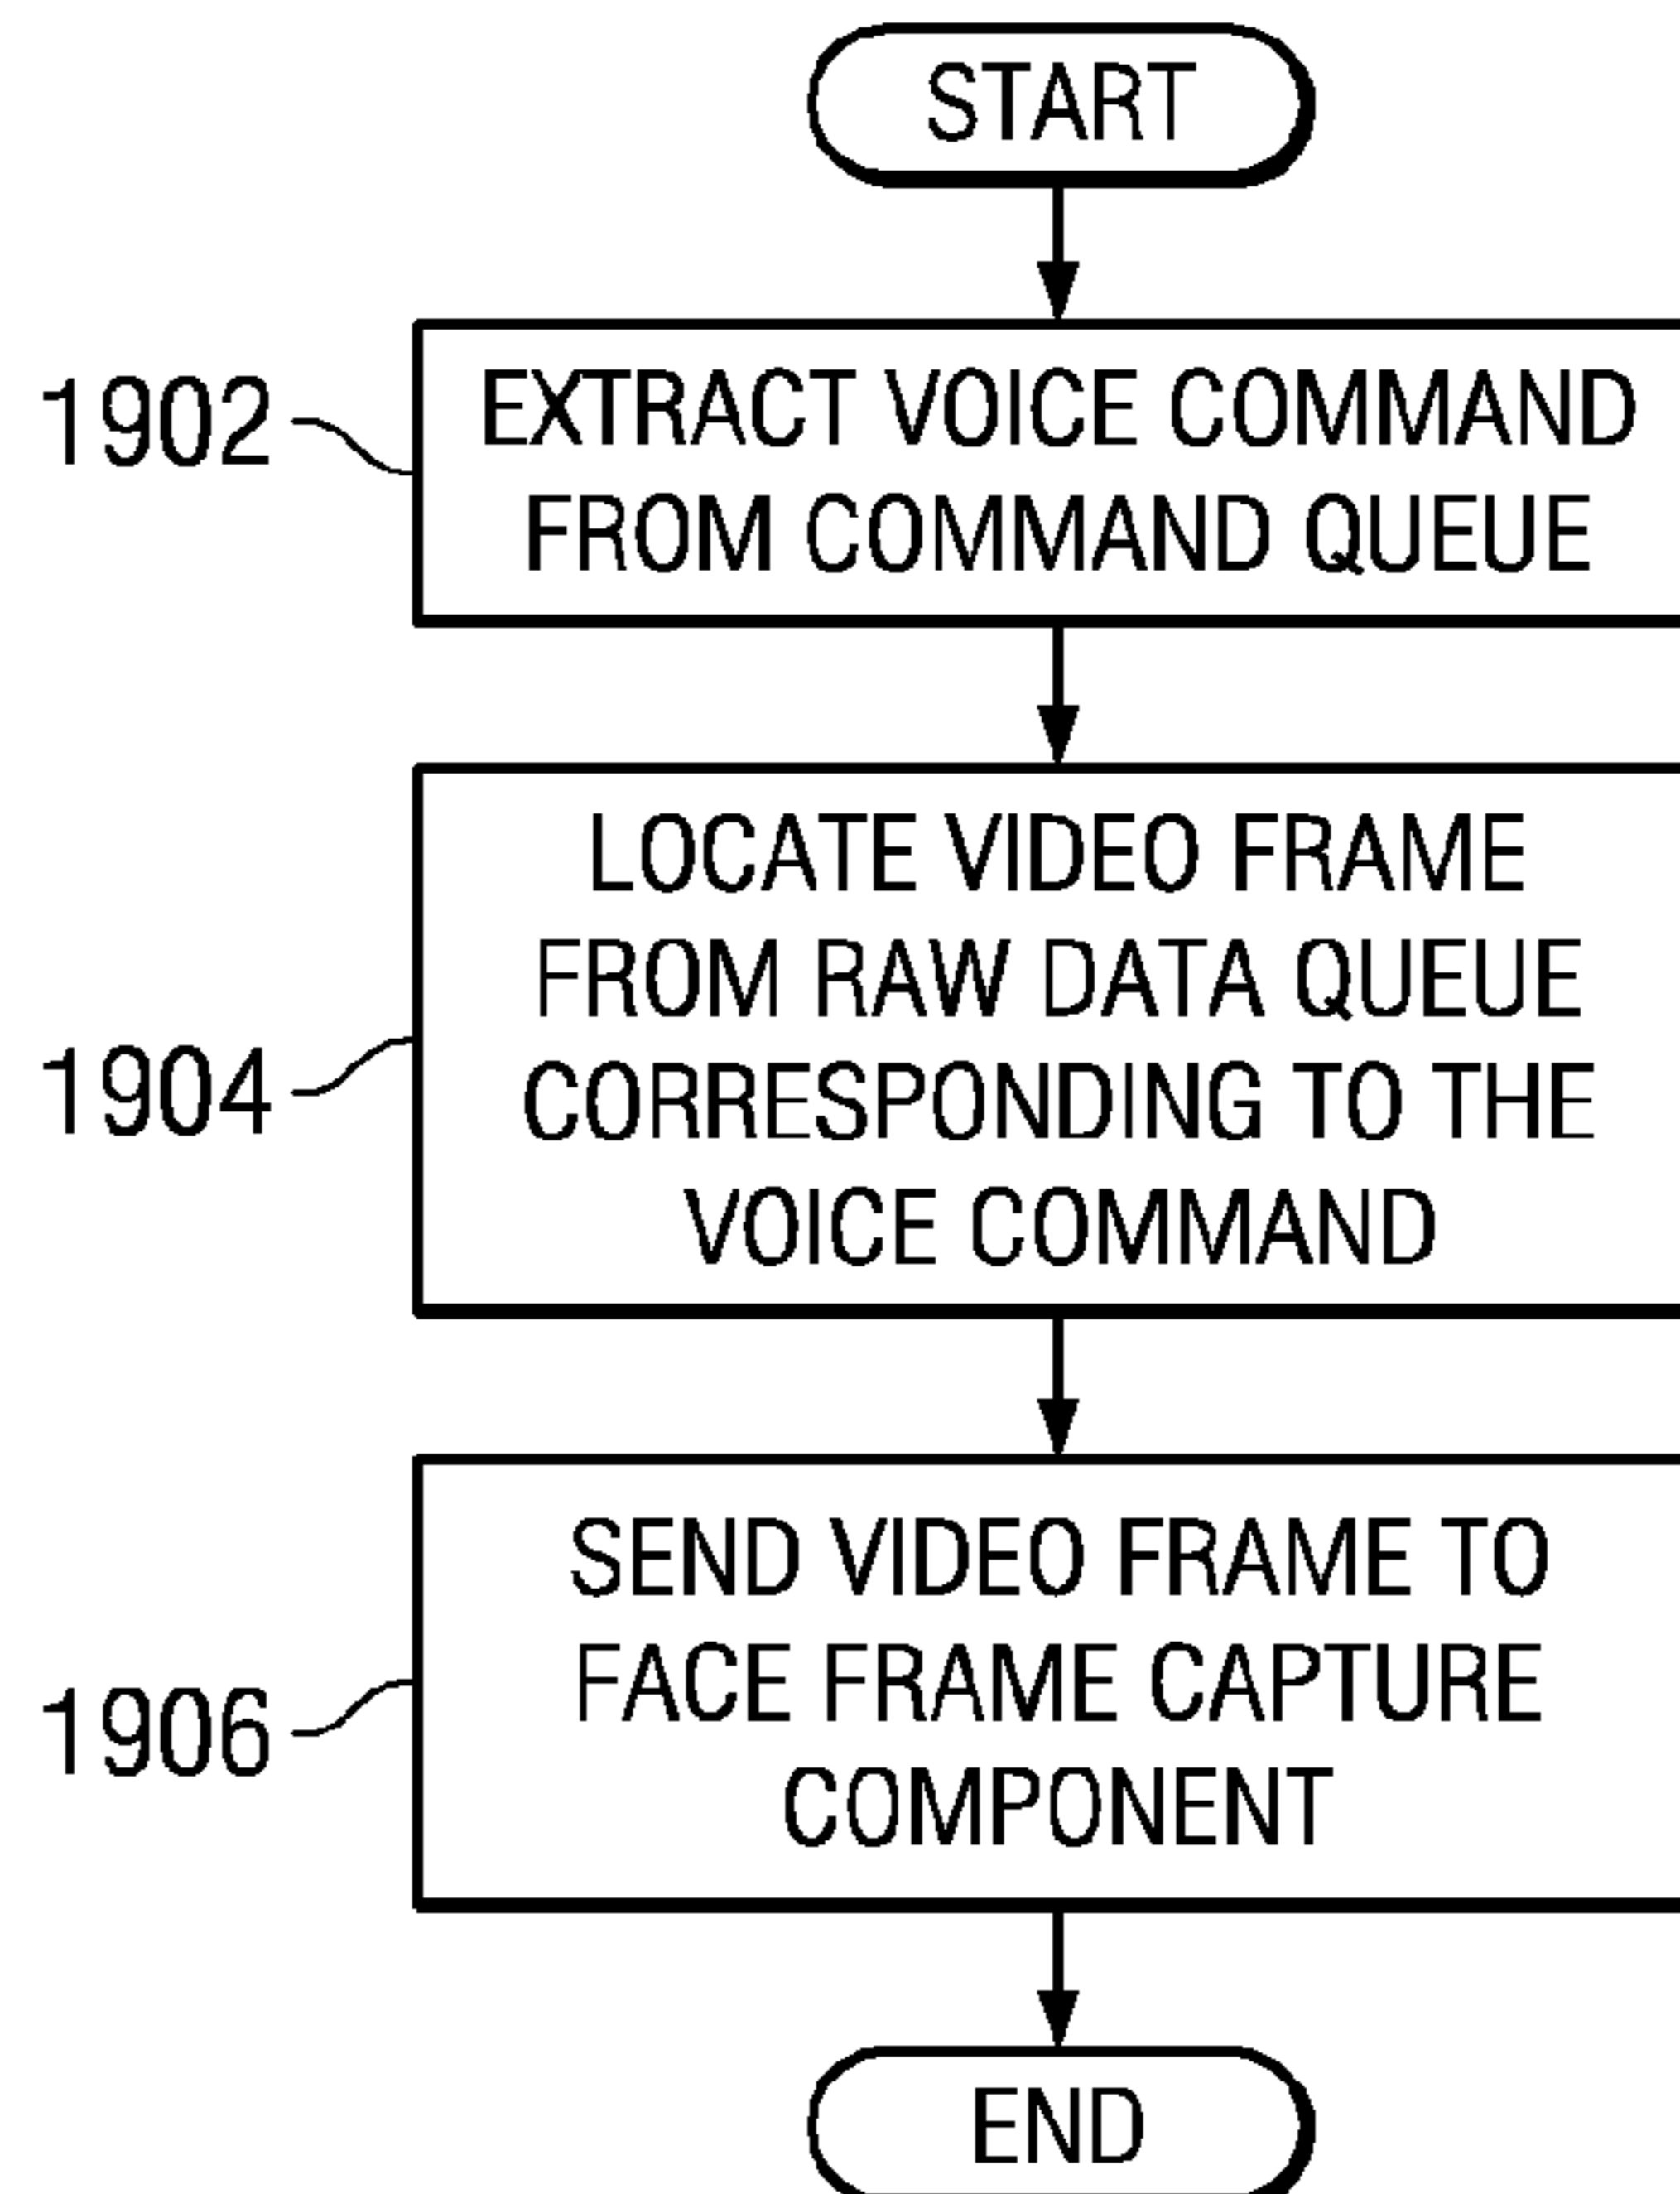 START
1902
EXTRACT VOICE COMMAND
FROM COMMAND QUEUE
1904
LOCATE VIDEO FRAME
FROM RAW DATA QUEUE
CORRESPONDING TO THE
VOICE COMMAND
1906
SEND VIDEO FRAME TO
FACE FRAME CAPTURE
COMPONENT
END